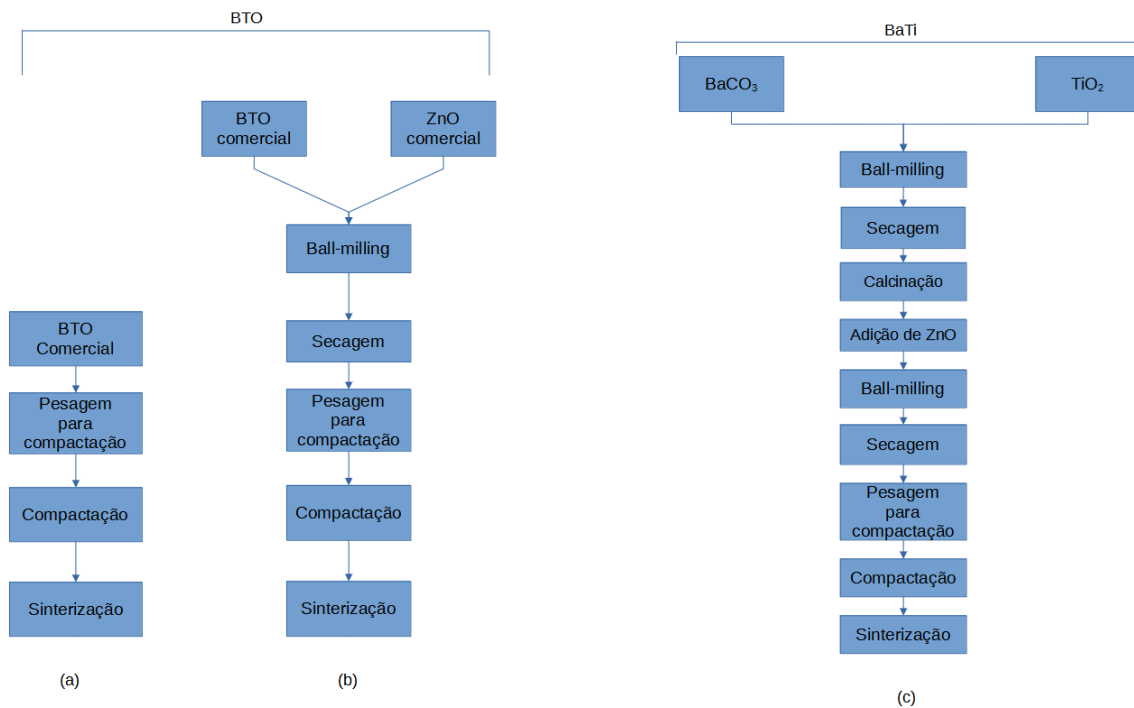 BTO
BTO
comercial
ZnO
comercial
Ball-milling
Secagem
Pesagem
para
compactação
Compactação
Sinterização
BTO
Comercial
Pesagem
para
compactação
Compactação
Sinterização
(a)
(b)
BaTi
BaCO₃
TiO₂
Ball-milling
Secagem
Calcinação
Adição de ZnO
Ball-milling
Secagem
Pesagem
para
compactação
Compactação
Sinterização
(c)